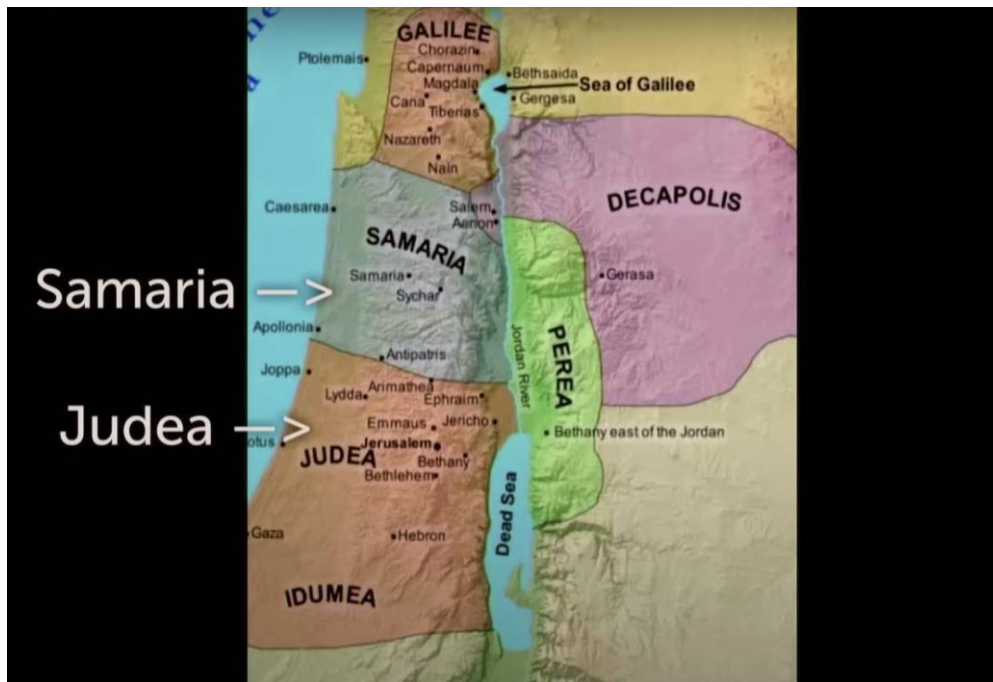 GALILEE
Chorazin
Ptolemais
Capernaum
Bethsaida
Magdala
Sea of Galilee
Cana
Gergesa
Tiberias
Nazareth
Nain
DECAPOLIS
Caesarea
Salem
Aenon
SAMARIA
Samaria
Gerasa
Samaria —>
Sychar
Apollonia
Jordan River
PEREA
Antipatris
Joppa
Arimathea
Lydda
Ephraim
Emmaus
Jericho
Judea —>
Bethany east of the Jordan
otus
Jerusalem
JUDEA
Bethany
Bethlehem
Dead Sea
Gaza
Hebron
IDUMEA